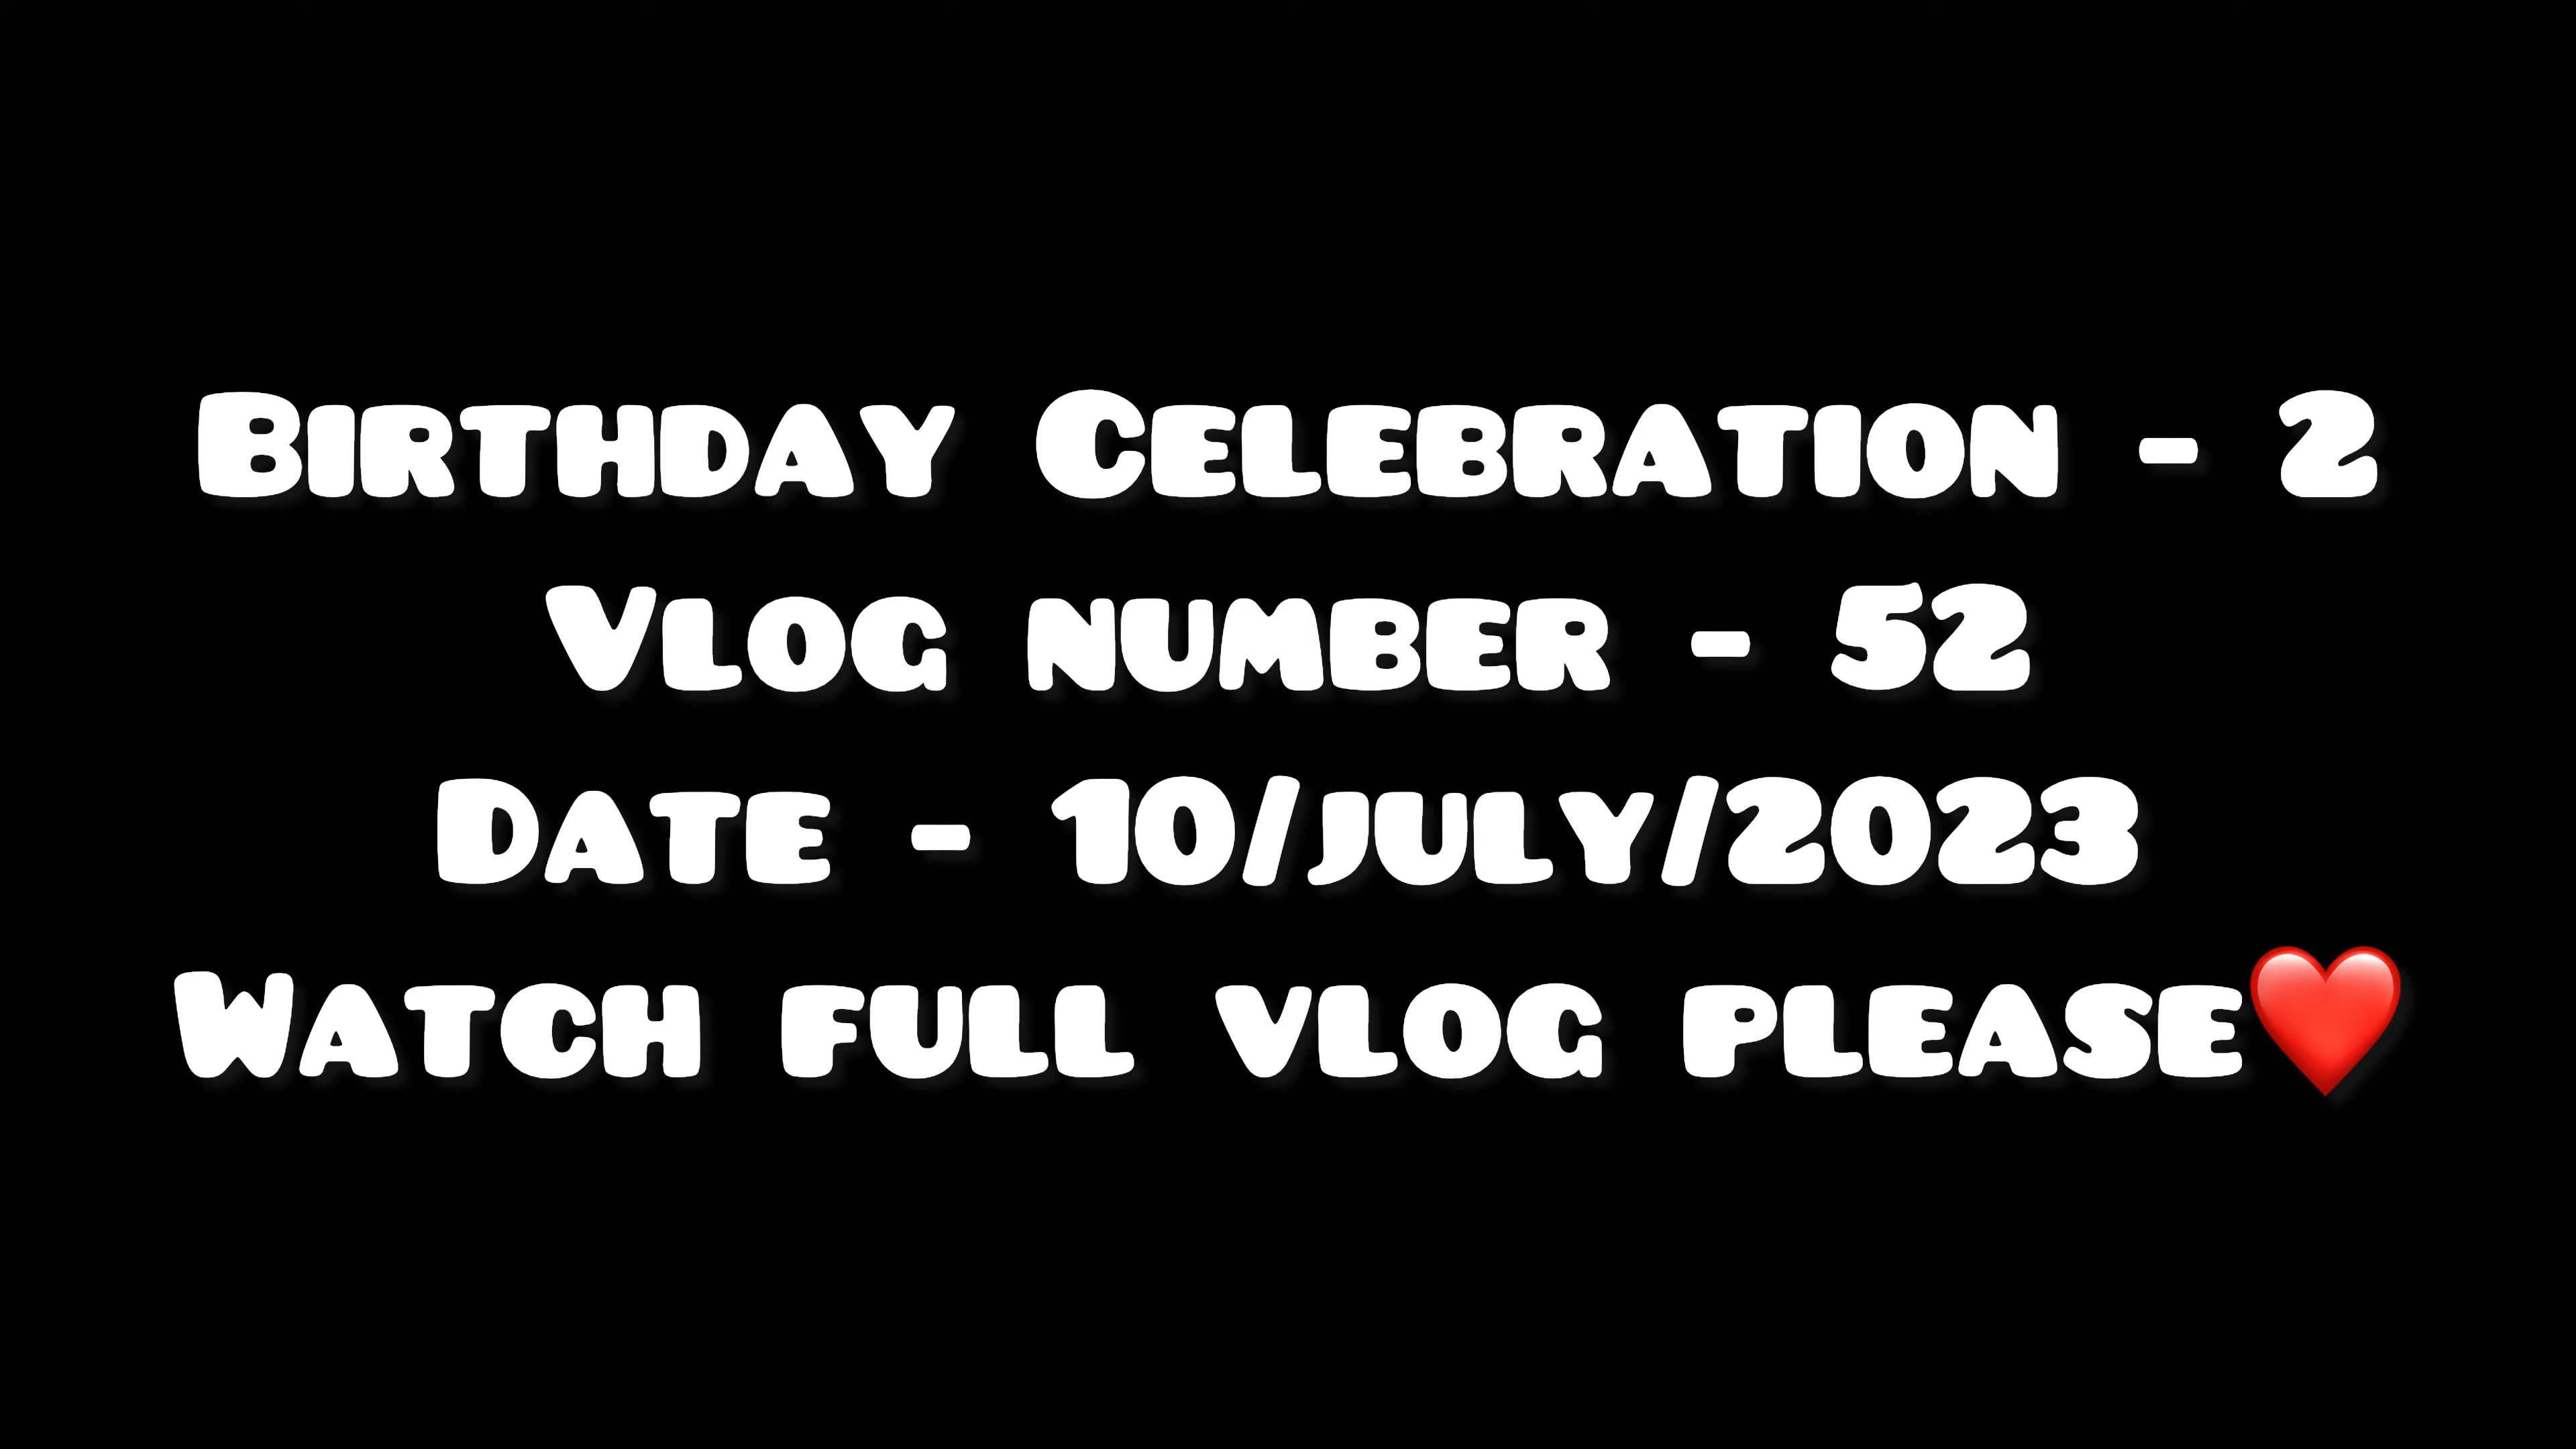 Birthday Celebration - 2
Vlog number - 52
Date - 10/july/2023
Watch full vlog please❤️